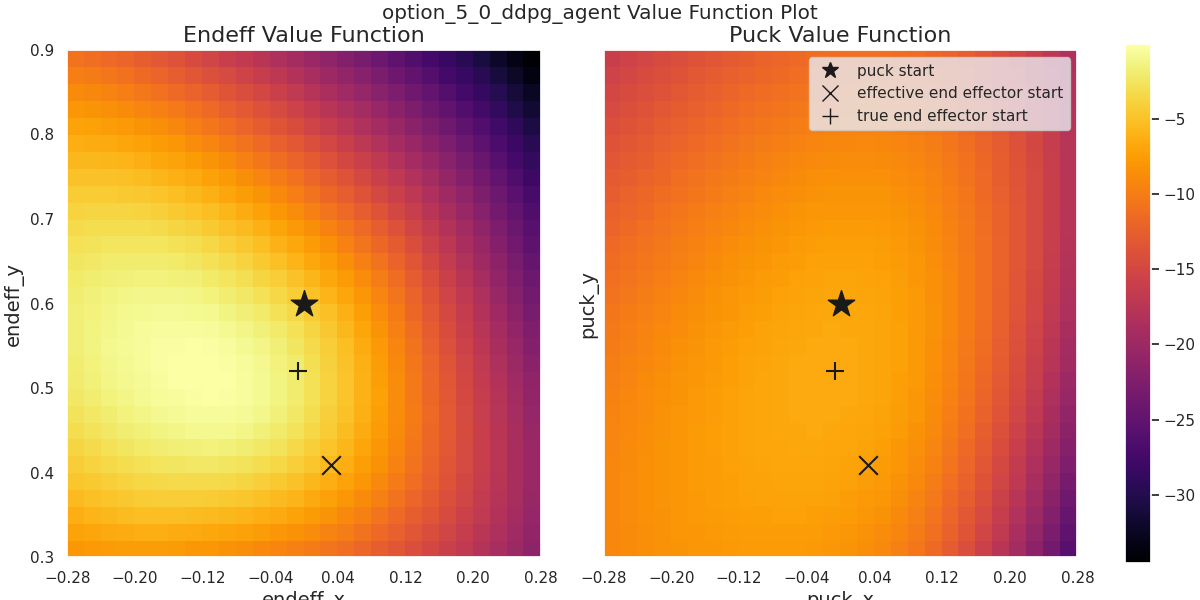 option_5_0_ddpg_agent Value Function Plot
Endeff Value Function
Puck Value Function
0.9
0.8
0.7
0.6
0.5
0.4
0.3
endeff_y
−0.28 −0.20 −0.12 −0.04 0.04 0.12 0.20 0.28
endeff_x
puck start
effective end effector start
true end effector start
puck_y
−0.28 −0.20 −0.12 −0.04 0.04 0.12 0.20 0.28
puck_x
−5
−10
−15
−20
−25
−30